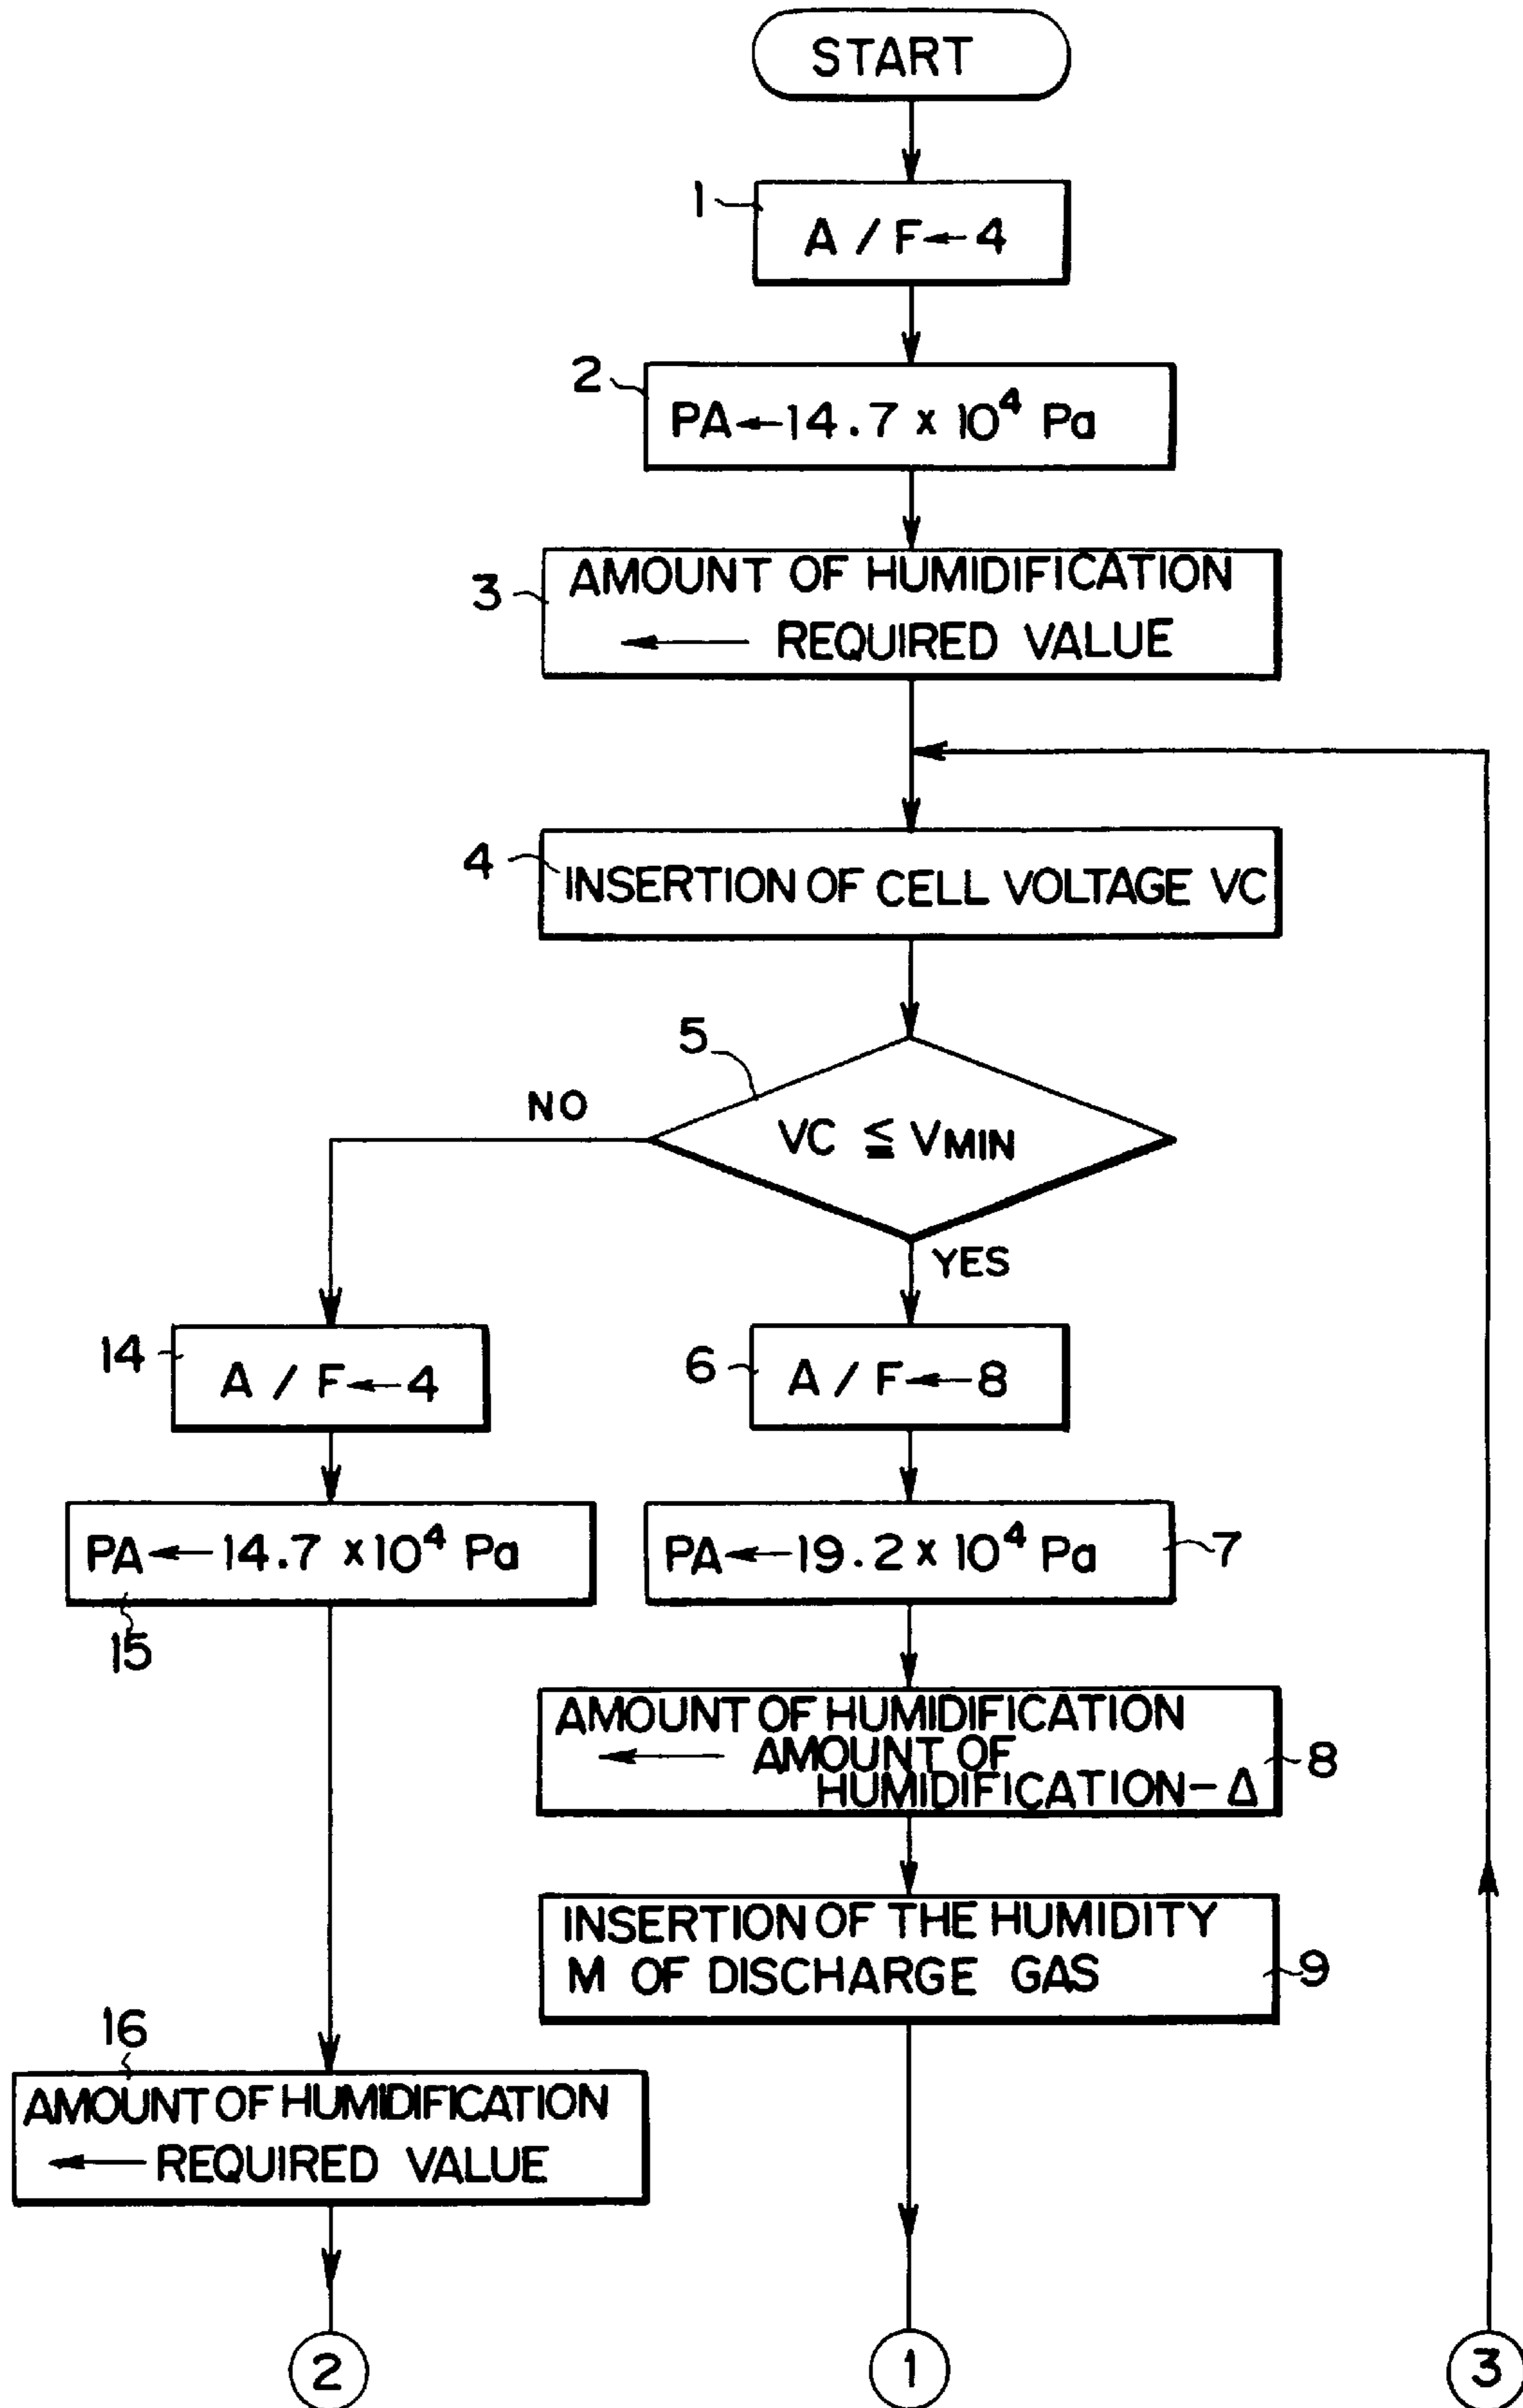 START
1
A / F←4
2
PA←14.7 x 10⁴ Pa
3
AMOUNT OF HUMIDIFICATION
← REQUIRED VALUE
4
INSERTION OF CELL VOLTAGE VC
5
NO
VC ≦ VMIN
YES
14
A / F←4
6
A / F←8
PA←14.7 x10⁴ Pa
15
PA←19.2 x 10⁴ Pa
7
AMOUNT OF HUMIDIFICATION
← AMOUNT OF
HUMIDIFICATION-Δ
8
INSERTION OF THE HUMIDITY
M OF DISCHARGE GAS
9
16
AMOUNT OF HUMIDIFICATION
←REQUIRED VALUE
2
1
3